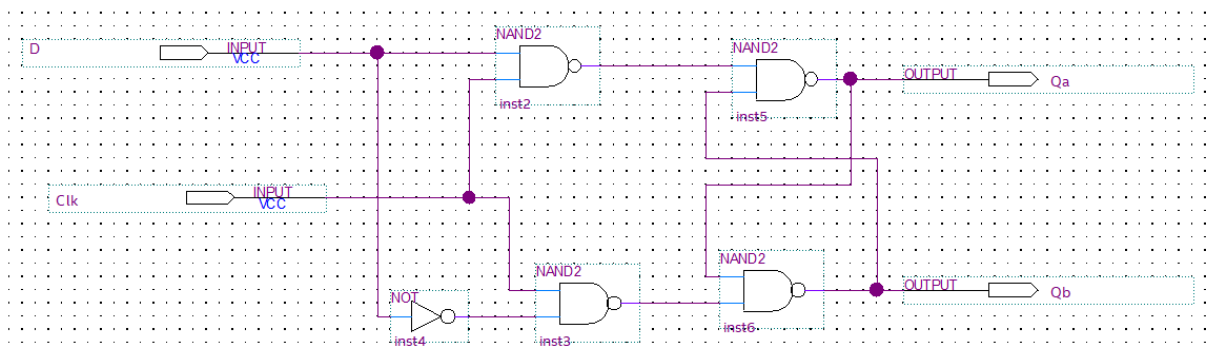 D
INPUT
VCC
NAND2
inst2
NAND2
inst5
OUTPUT
Qa
Clk
INPUT
VCC
NOT
inst4
NAND2
inst3
NAND2
inst6
OUTPUT
Qb